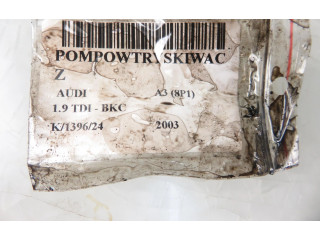 POMPOWTRYSKIWAC
Z
AUDI A3 (8P1)
1.9 TDI - BKC
K/1396/24 2003